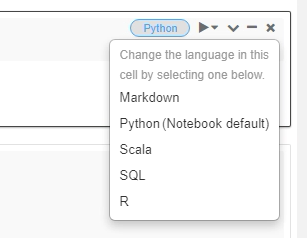 Python
Change the language in this
cell by selecting one below.
Markdown
Python (Notebook default)
Scala
SQL
R